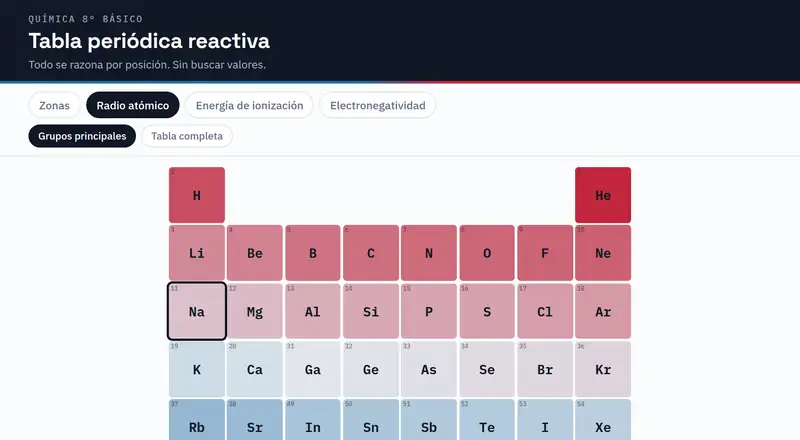 QUÍMICA 8º BÁSICO
Tabla periódica reactiva
Todo se razona por posición. Sin buscar valores.
Zonas Radio atómico Energía de ionización Electronegatividad
Grupos principales Tabla completa
H He
3 4 5 6 7 8 9 10
Li Be B C N O F Ne
11 12 13 14 15 16 17 18
Na Mg Al Si P S Cl Ar
19 20 31 32 33 34 35 36
K Ca Ga Ge As Se Br Kr
37 38 49 50 51 52 53 54
Rb Sr In Sn Sb Te I Xe